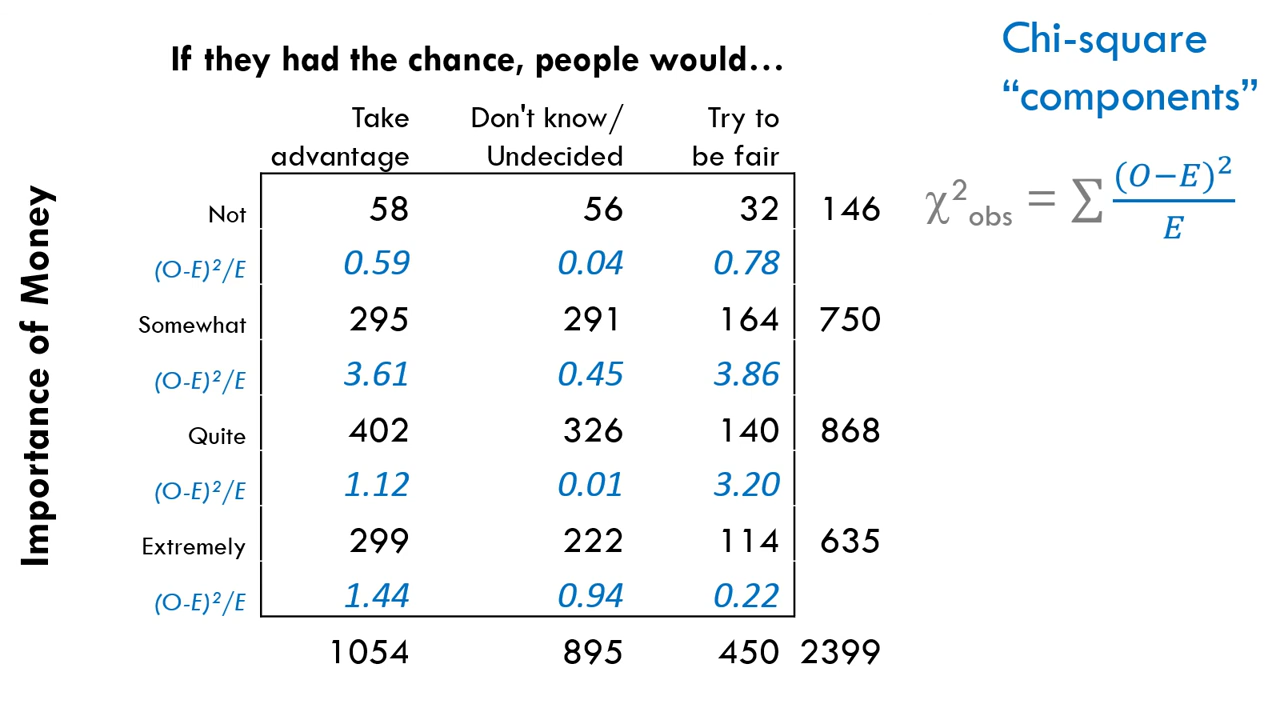 Chi-square
“components”
If they had the chance, people would…
Take Don't know/ Try to
advantage Undecided be fair
Importance of Money
Not 58 56 32 146
(O-E)²/E 0.59 0.04 0.78
Somewhat 295 291 164 750
(O-E)²/E 3.61 0.45 3.86
Quite 402 326 140 868
(O-E)²/E 1.12 0.01 3.20
Extremely 299 222 114 635
(O-E)²/E 1.44 0.94 0.22
1054 895 450 2399
χ²obs = ∑ (O−E)²
E